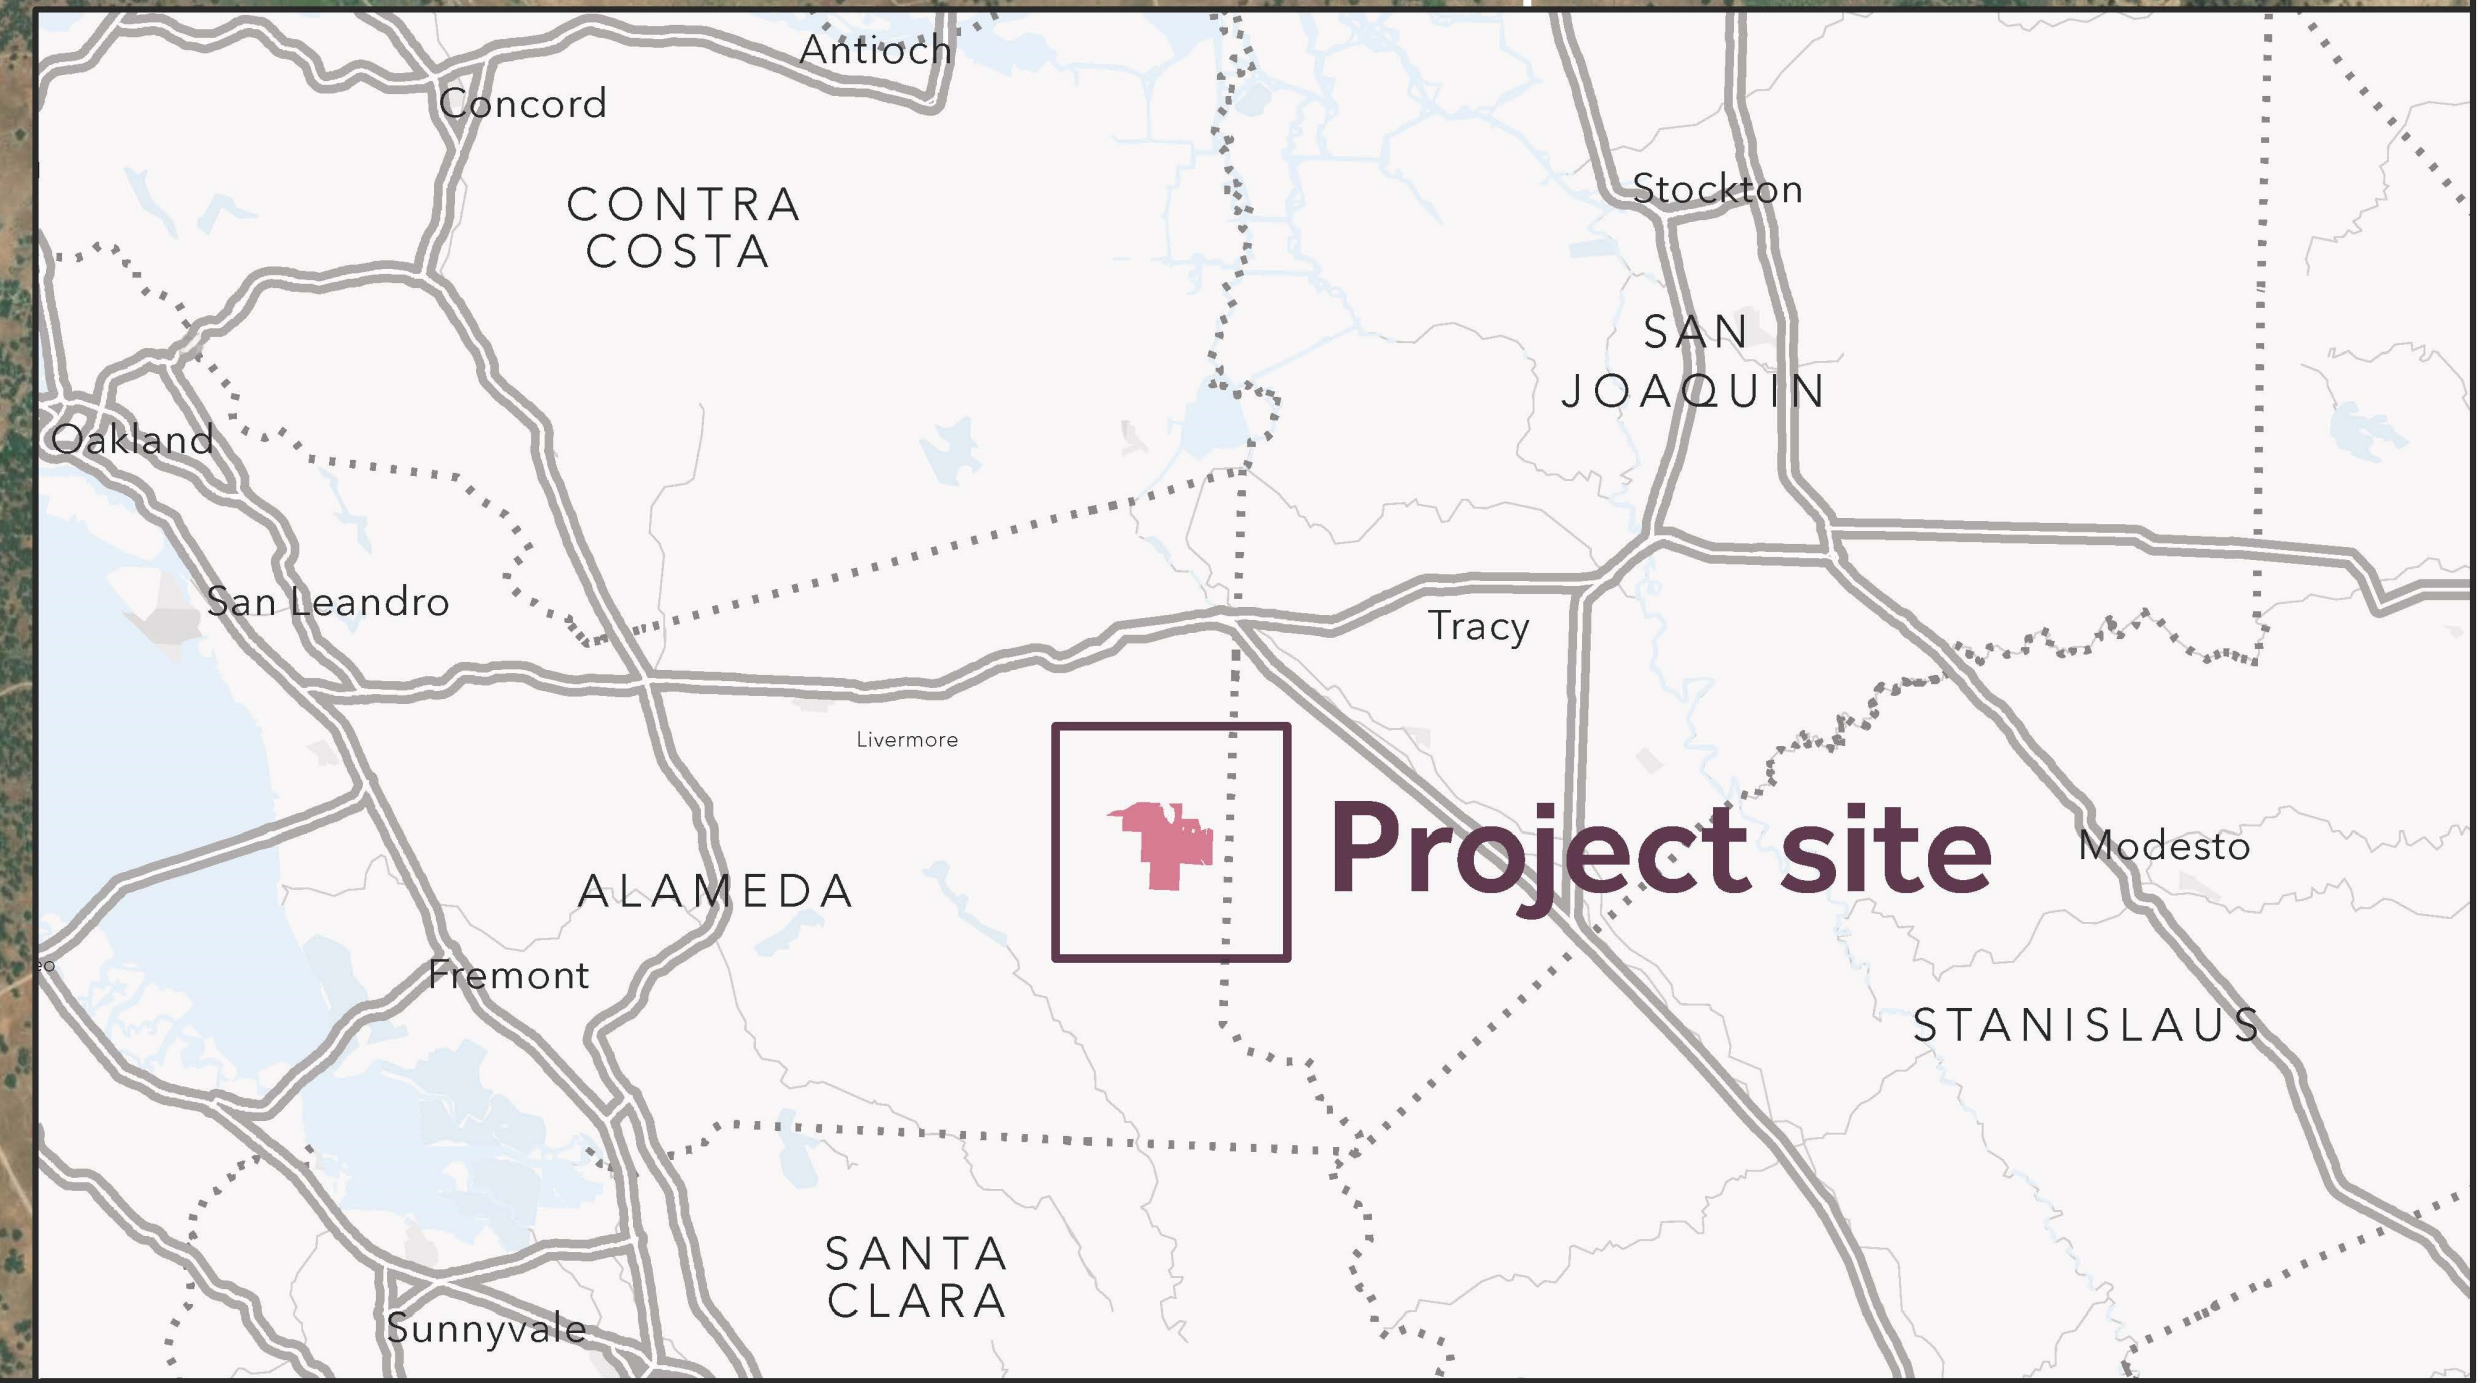 Antioch
Concord
CONTRA
COSTA
Stockton
SAN
JOAQUIN
Oakland
San Leandro
Tracy
Livermore
Project site
Modesto
ALAMEDA
eo
Fremont
STANISLAUS
SANTA
CLARA
Sunnyvale